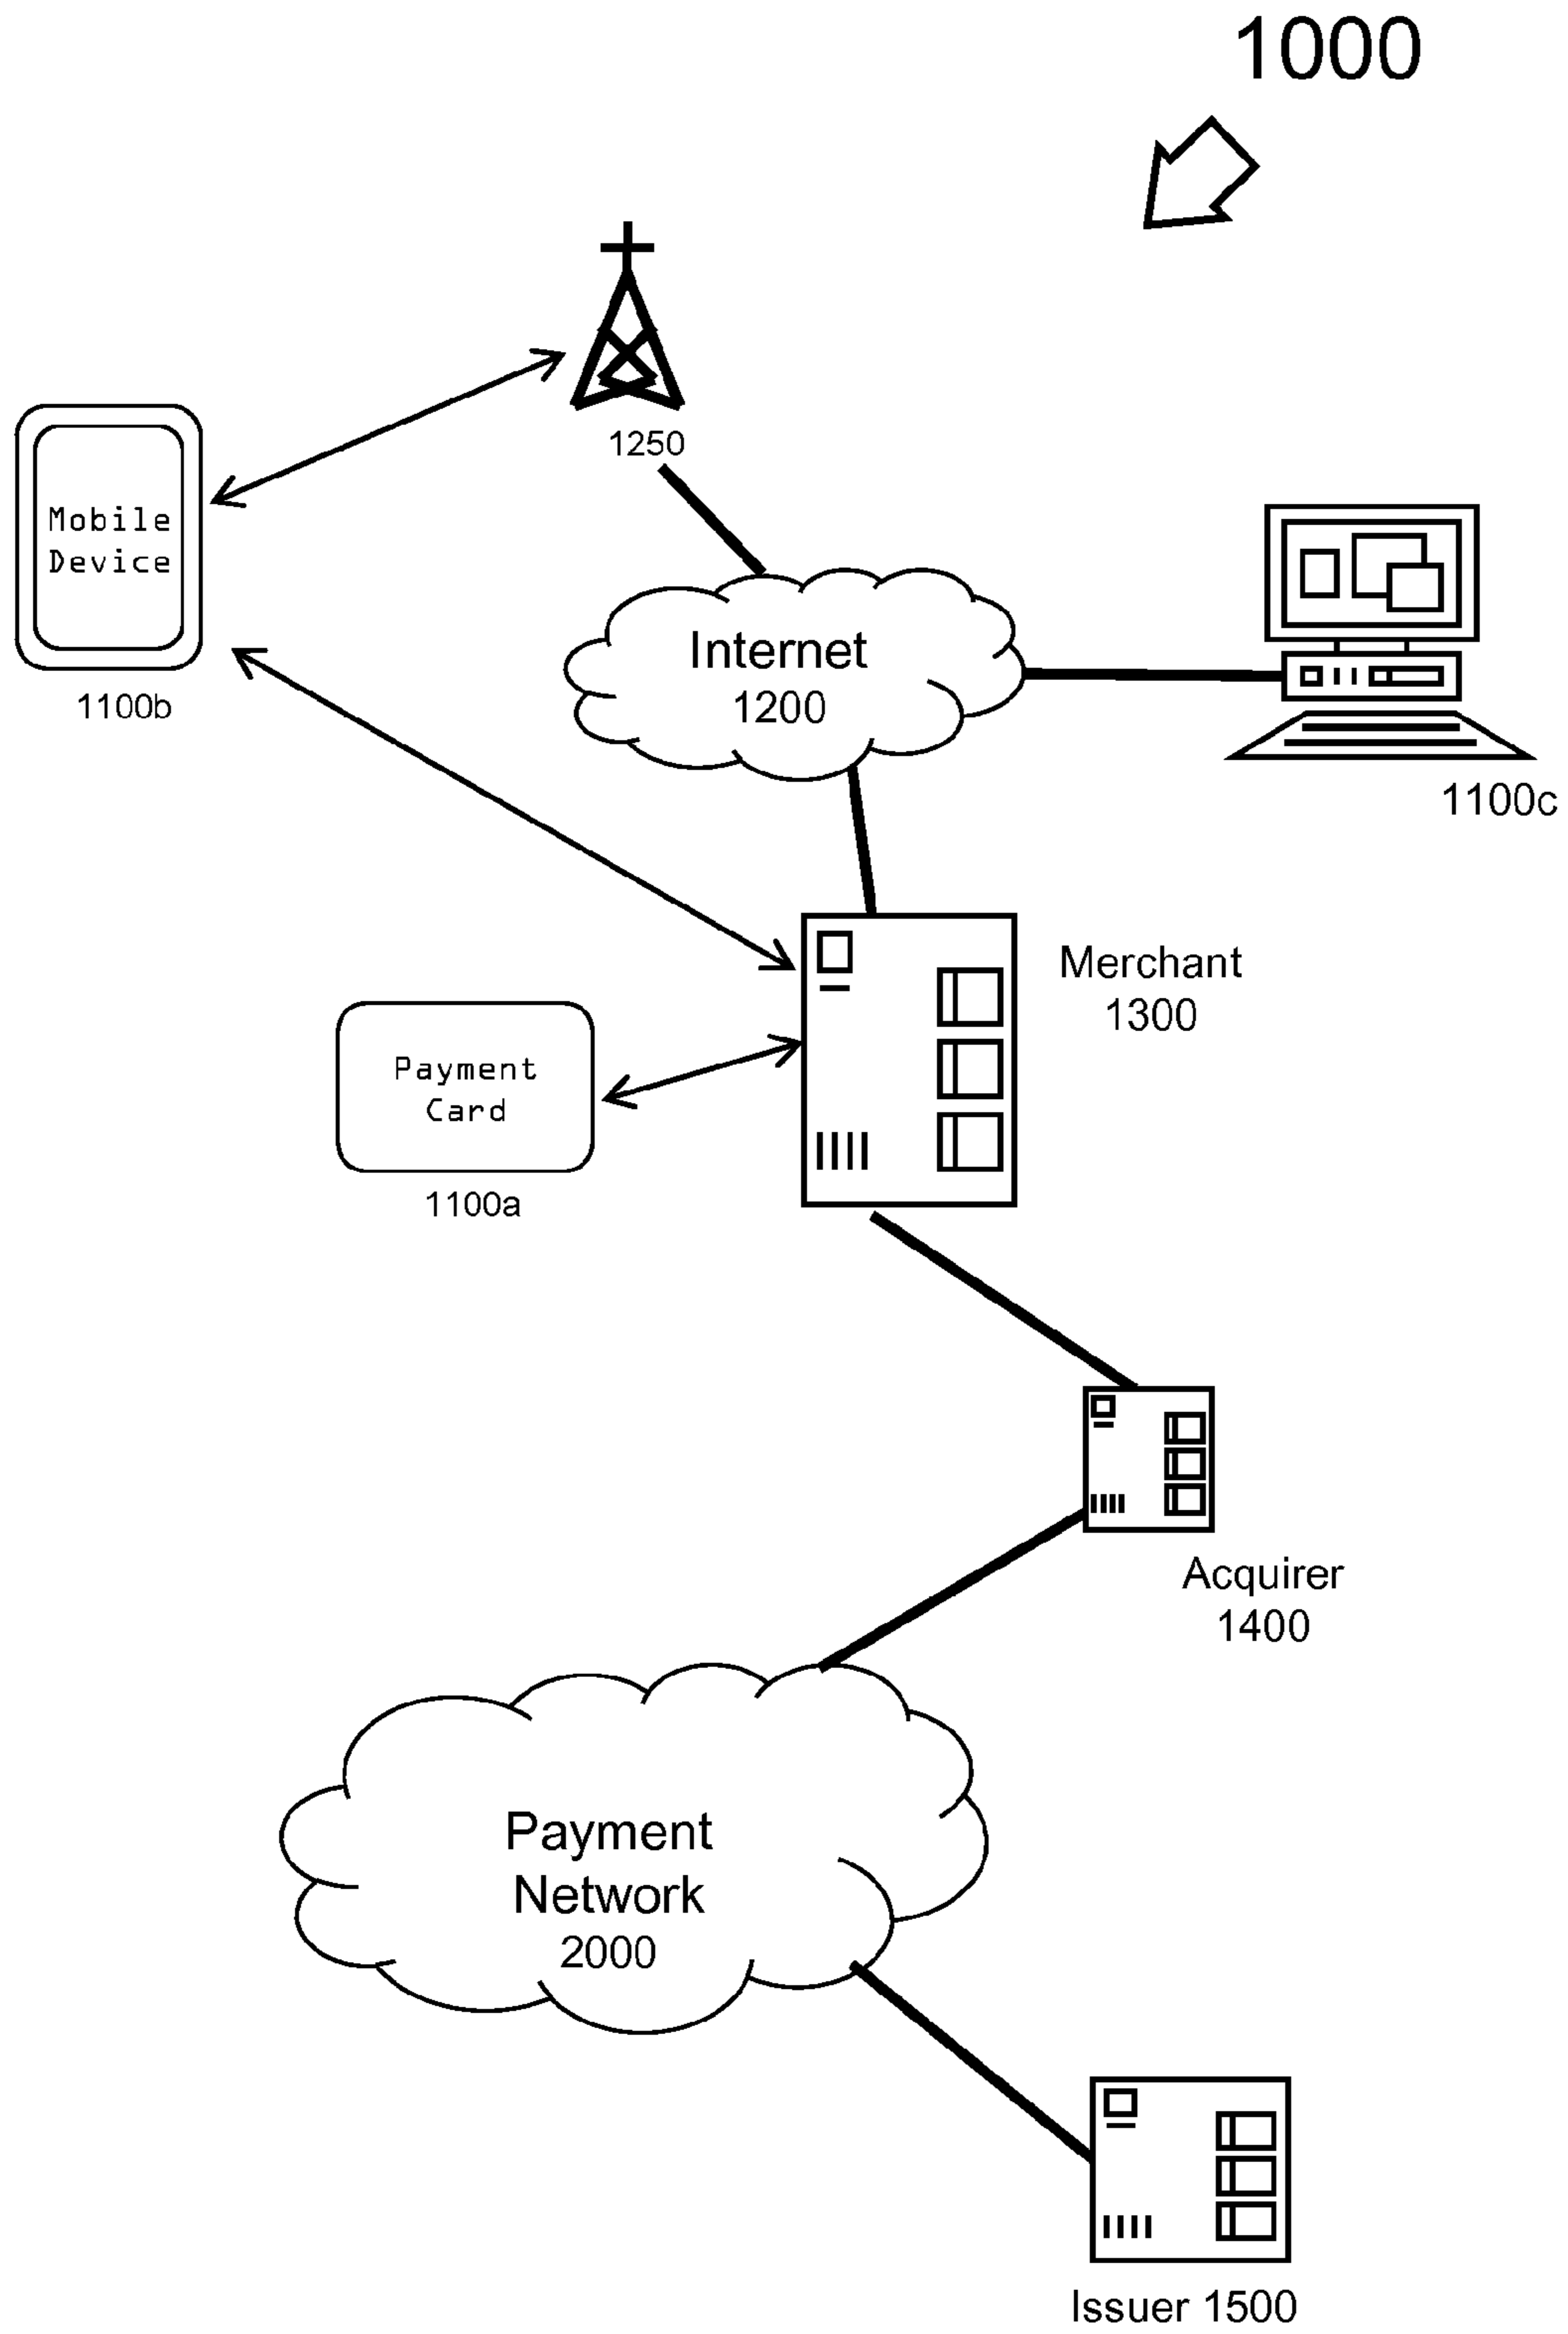 1000
1250
Mobile
Device
1100b
Internet
1200
1100c
Merchant
1300
Payment
Card
1100a
Acquirer
1400
Payment
Network
2000
Issuer 1500